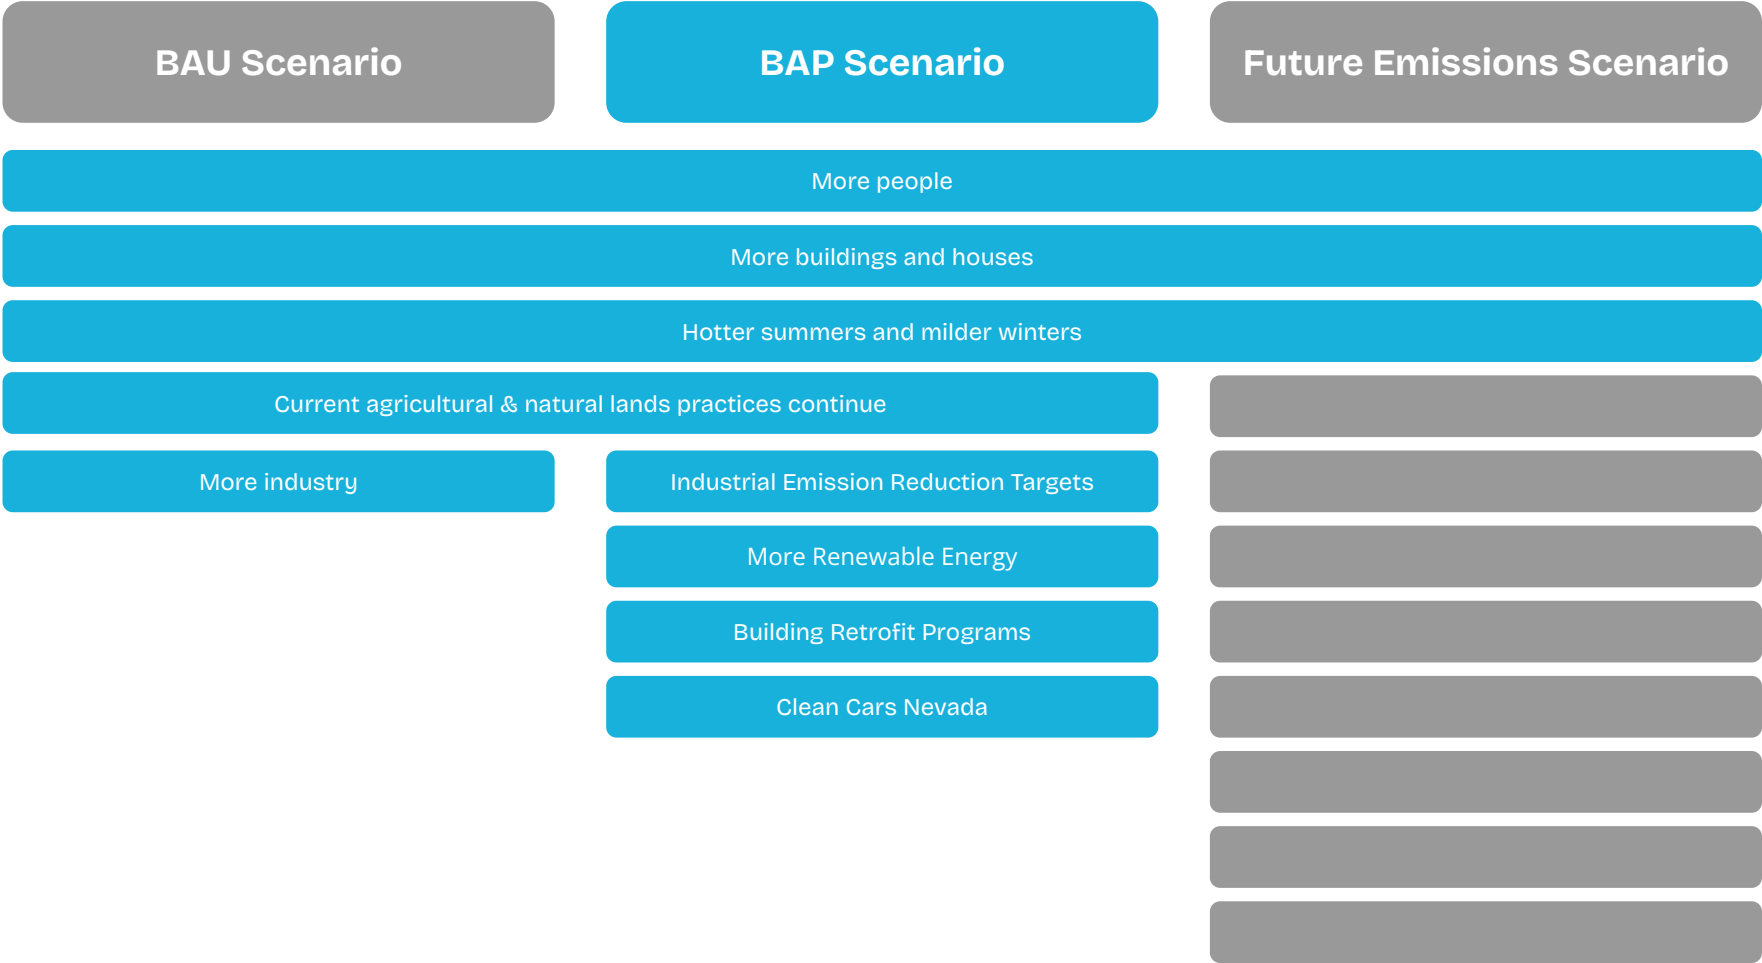 BAU Scenario
BAP Scenario
Future Emissions Scenario
More people
More buildings and houses
Hotter summers and milder winters
Current agricultural & natural lands practices continue
More industry
Industrial Emission Reduction Targets
More Renewable Energy
Building Retrofit Programs
Clean Cars Nevada